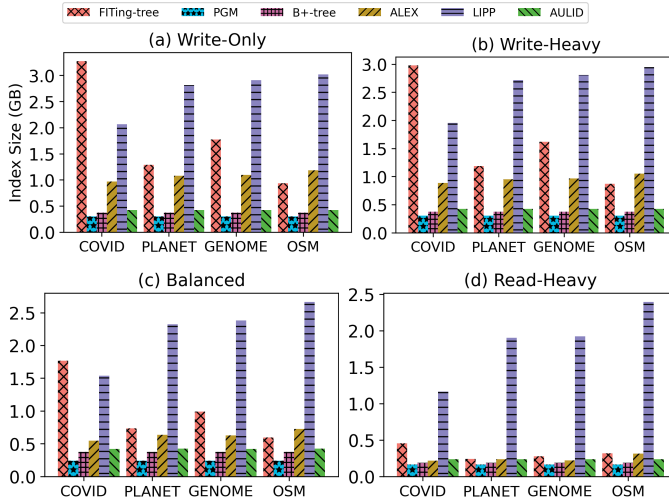 FITing-tree PGM B+-tree ALEX LIPP AULID
(a) Write-Only
Index Size (GB)
3.0
2.5
2.0
1.5
1.0
0.5
0.0
COVID PLANET GENOME OSM
(b) Write-Heavy
3.0
2.5
2.0
1.5
1.0
0.5
0.0
COVID PLANET GENOME OSM
(c) Balanced
2.5
2.0
1.5
1.0
0.5
0.0
COVID PLANET GENOME OSM
(d) Read-Heavy
2.5
2.0
1.5
1.0
0.5
0.0
COVID PLANET GENOME OSM